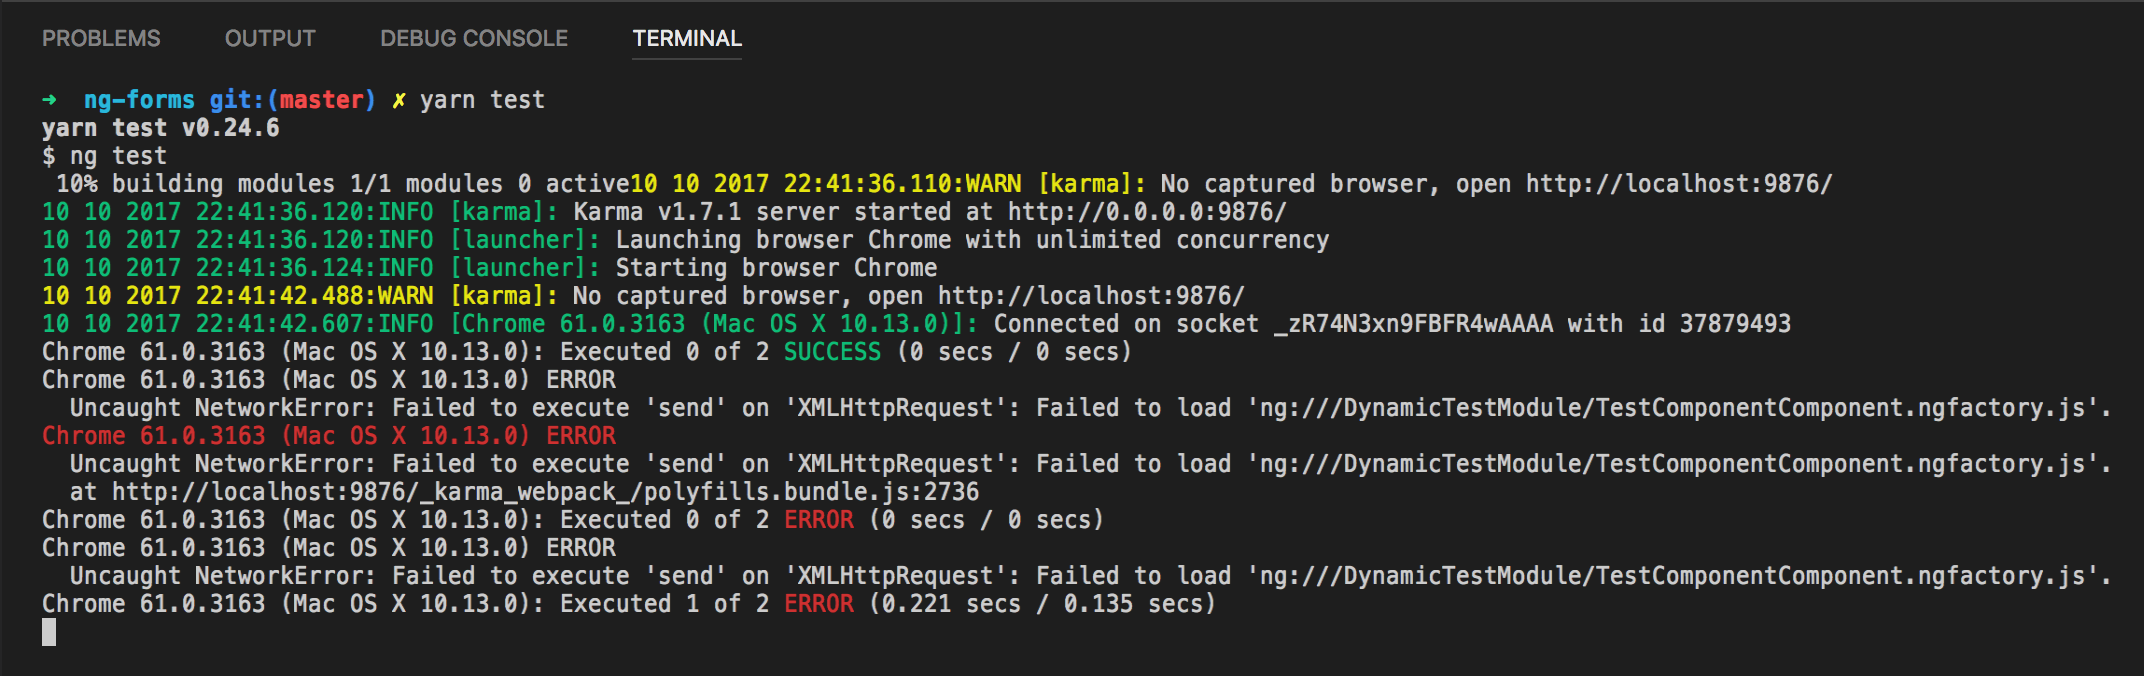 PROBLEMS OUTPUT DEBUG CONSOLE TERMINAL
➜ ng-forms git:(master) ✗ yarn test
yarn test v0.24.6
$ ng test
10% building modules 1/1 modules 0 active10 10 2017 22:41:36.110:WARN [karma]: No captured browser, open http://localhost:9876/
10 10 2017 22:41:36.120:INFO [karma]: Karma v1.7.1 server started at http://0.0.0.0:9876/
10 10 2017 22:41:36.120:INFO [launcher]: Launching browser Chrome with unlimited concurrency
10 10 2017 22:41:36.124:INFO [launcher]: Starting browser Chrome
10 10 2017 22:41:42.488:WARN [karma]: No captured browser, open http://localhost:9876/
10 10 2017 22:41:42.607:INFO [Chrome 61.0.3163 (Mac OS X 10.13.0)]: Connected on socket _zR74N3xn9FBFR4wAAAA with id 37879493
Chrome 61.0.3163 (Mac OS X 10.13.0): Executed 0 of 2 SUCCESS (0 secs / 0 secs)
Chrome 61.0.3163 (Mac OS X 10.13.0) ERROR
Uncaught NetworkError: Failed to execute 'send' on 'XMLHttpRequest': Failed to load 'ng:///DynamicTestModule/TestComponentComponent.ngfactory.js'.
Chrome 61.0.3163 (Mac OS X 10.13.0) ERROR
Uncaught NetworkError: Failed to execute 'send' on 'XMLHttpRequest': Failed to load 'ng:///DynamicTestModule/TestComponentComponent.ngfactory.js'.
at http://localhost:9876/_karma_webpack_/polyfills.bundle.js:2736
Chrome 61.0.3163 (Mac OS X 10.13.0): Executed 0 of 2 ERROR (0 secs / 0 secs)
Chrome 61.0.3163 (Mac OS X 10.13.0) ERROR
Uncaught NetworkError: Failed to execute 'send' on 'XMLHttpRequest': Failed to load 'ng:///DynamicTestModule/TestComponentComponent.ngfactory.js'.
Chrome 61.0.3163 (Mac OS X 10.13.0): Executed 1 of 2 ERROR (0.221 secs / 0.135 secs)